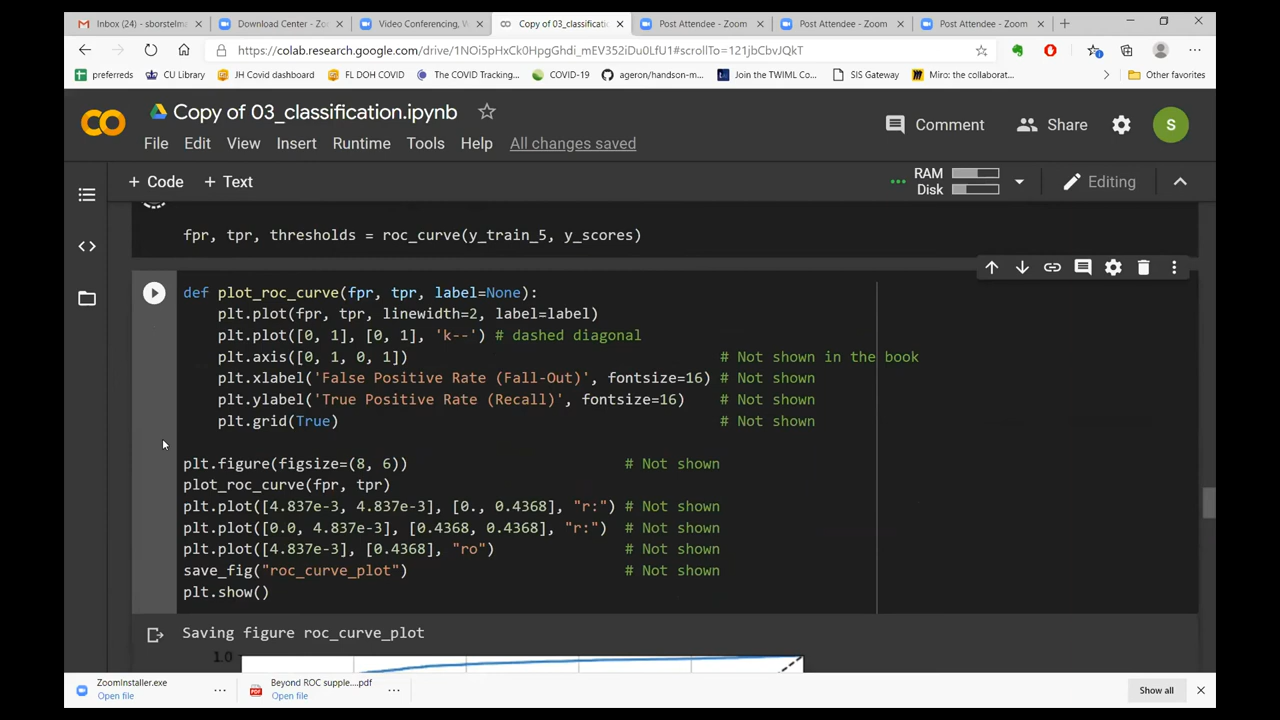 Inbox (24) - sborstelma
Download Center - Zo
Video Conferencing, W
Copy of 03_classificati
Post Attendee - Zoom
Post Attendee - Zoom
Post Attendee - Zoom
https://colab.research.google.com/drive/1NOi5pHxCk0HpgGhdi_mEV352iDu0LfU1#scrollTo=121jbCbvJQkT
preferreds
CU Library
JH Covid dashboard
FL DOH COVID
The COVID Tracking...
COVID-19
ageron/handson-m...
Join the TWIML Co...
SIS Gateway
Miro: the collaborat...
Other favorites
Copy of 03_classification.ipynb
File Edit View Insert Runtime Tools Help All changes saved
Comment
Share
S
+ Code + Text
RAM
Disk
Editing
fpr, tpr, thresholds = roc_curve(y_train_5, y_scores)
def plot_roc_curve(fpr, tpr, label=None):
plt.plot(fpr, tpr, linewidth=2, label=label)
plt.plot([0, 1], [0, 1], 'k--') # dashed diagonal
plt.axis([0, 1, 0, 1]) # Not shown in the book
plt.xlabel('False Positive Rate (Fall-Out)', fontsize=16) # Not shown
plt.ylabel('True Positive Rate (Recall)', fontsize=16) # Not shown
plt.grid(True) # Not shown
plt.figure(figsize=(8, 6)) # Not shown
plot_roc_curve(fpr, tpr)
plt.plot([4.837e-3, 4.837e-3], [0., 0.4368], "r:") # Not shown
plt.plot([0.0, 4.837e-3], [0.4368, 0.4368], "r:") # Not shown
plt.plot([4.837e-3], [0.4368], "ro") # Not shown
save_fig("roc_curve_plot") # Not shown
plt.show()
Saving figure roc_curve_plot
1.0
ZoomInstaller.exe
Open file
Beyond ROC supple....pdf
Open file
Show all